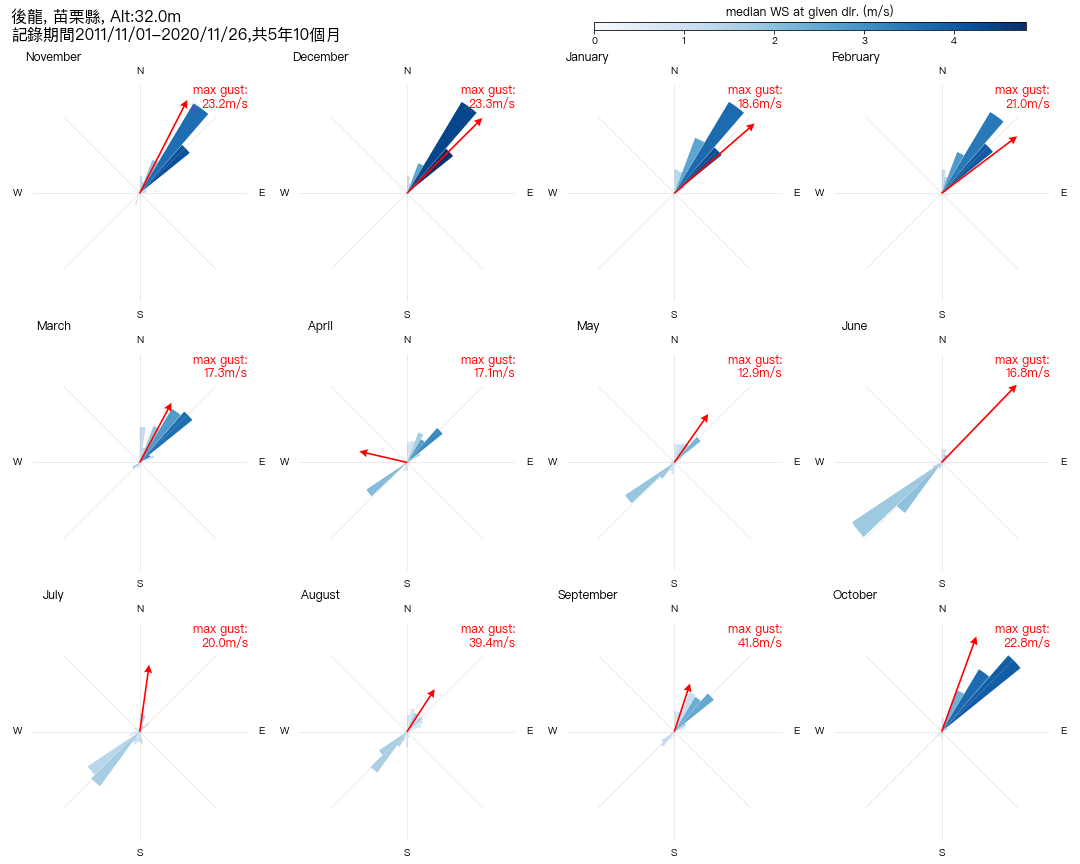 後龍, 苗栗縣, Alt:32.0m
記錄期間2011/11/01–2020/11/26,共5年10個月
median WS at given dir. (m/s)
0 1 2 3 4
November December January February
N N N N
max gust: max gust: max gust: max gust:
23.2m/s 23.3m/s 18.6m/s 21.0m/s
W E W E W E W E
S S S S
March April May June
N N N N
max gust: max gust: max gust: max gust:
17.3m/s 17.1m/s 12.9m/s 16.8m/s
W E W E W E W E
S S S S
July August September October
N N N N
max gust: max gust: max gust: max gust:
20.0m/s 39.4m/s 41.8m/s 22.8m/s
W E W E W E W E
S S S S